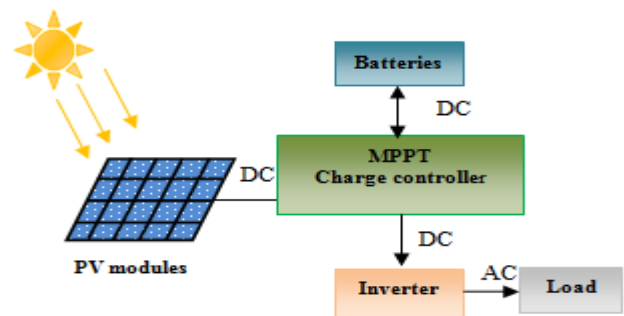 Batteries
DC
MPPT
Charge controller
DC
PV modules
DC
Inverter
AC
Load